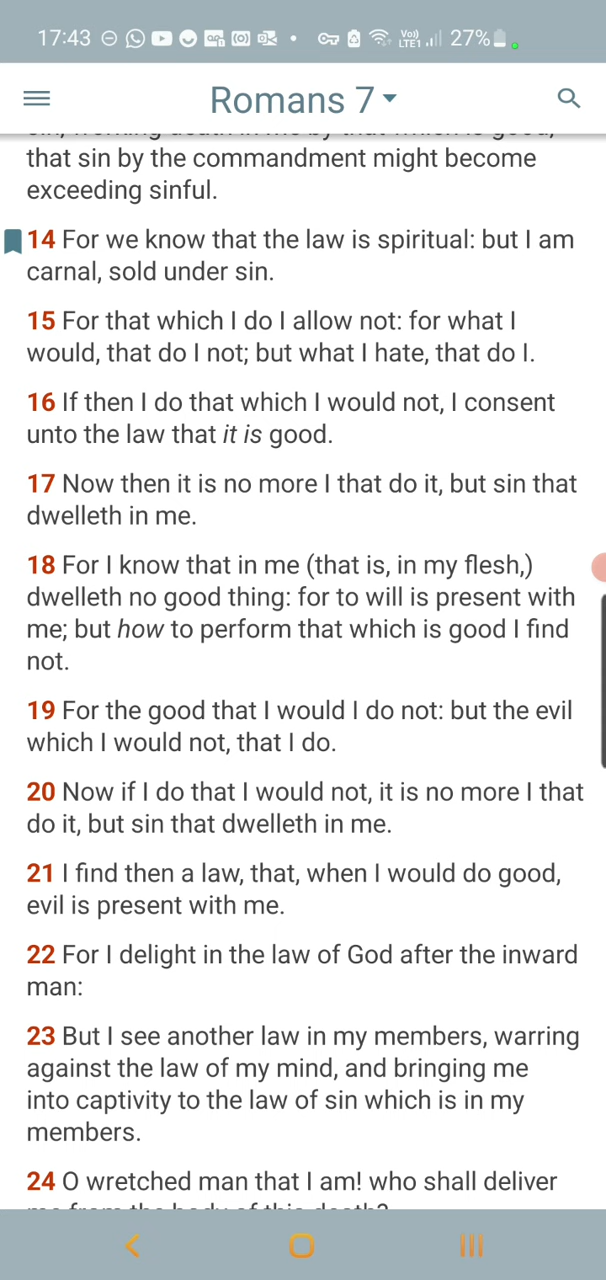 17:43
Vo))
LTE1
27%
Romans 7
that sin by the commandment might become
exceeding sinful.
14 For we know that the law is spiritual: but I am
carnal, sold under sin.
15 For that which I do I allow not: for what I
would, that do I not; but what I hate, that do I.
16 If then I do that which I would not, I consent
unto the law that it is good.
17 Now then it is no more I that do it, but sin that
dwelleth in me.
18 For I know that in me (that is, in my flesh,)
dwelleth no good thing: for to will is present with
me; but how to perform that which is good I find
not.
19 For the good that I would I do not: but the evil
which I would not, that I do.
20 Now if I do that I would not, it is no more I that
do it, but sin that dwelleth in me.
21 I find then a law, that, when I would do good,
evil is present with me.
22 For I delight in the law of God after the inward
man:
23 But I see another law in my members, warring
against the law of my mind, and bringing me
into captivity to the law of sin which is in my
members.
24 O wretched man that I am! who shall deliver